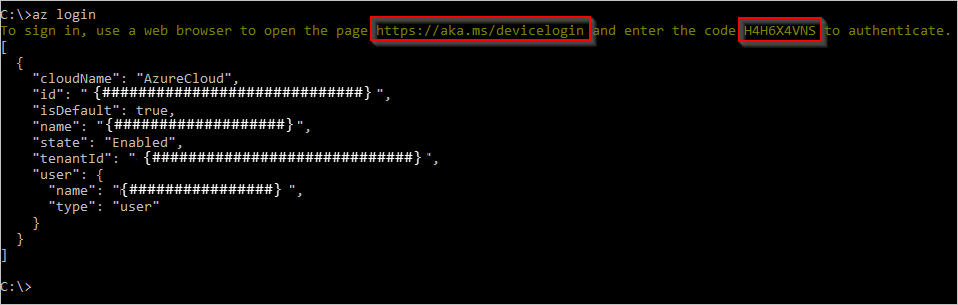 C:\>az login
To sign in, use a web browser to open the page https://aka.ms/devicelogin and enter the code H4H6X4VNS to authenticate.
[
  {
    "cloudName": "AzureCloud",
    "id": " {#############################} ",
    "isDefault": true,
    "name": "{###################}",
    "state": "Enabled",
    "tenantId": " {#############################} ",
    "user": {
      "name": "{################} ",
      "type": "user"
    }
  }
]
C:\>